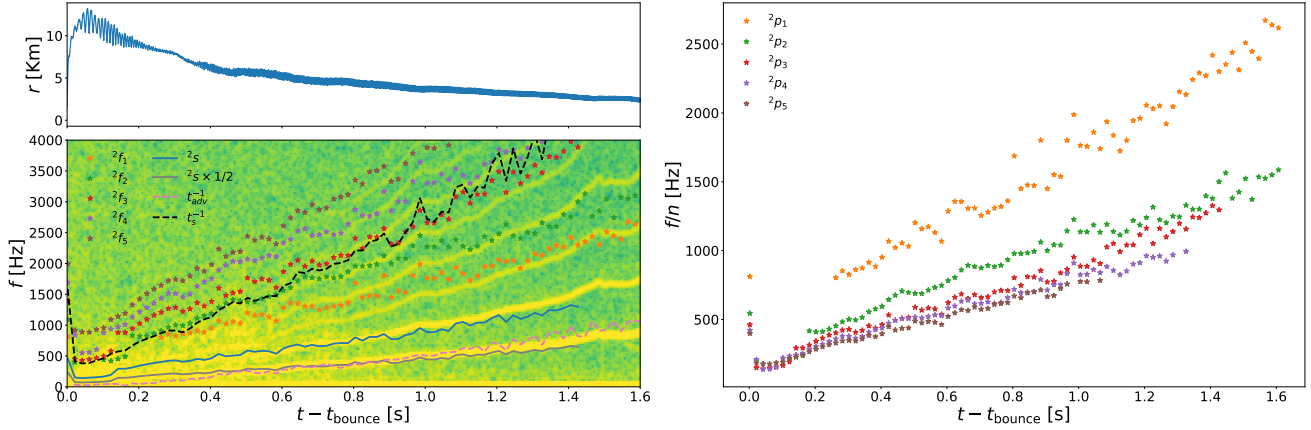 10
5
0
r [Km]
4000
3500
3000
2500
2000
1500
1000
500
0
f [Hz]
²f₁
²f₂
²f₃
²f₄
²f₅
²s
²s × 1/2
t_adv⁻¹
t_s⁻¹
0.0 0.2 0.4 0.6 0.8 1.0 1.2 1.4 1.6
t − t_bounce [s]
²p₁
²p₂
²p₃
²p₄
²p₅
2500
2000
1500
1000
500
f/n [Hz]
0.0 0.2 0.4 0.6 0.8 1.0 1.2 1.4 1.6
t − t_bounce [s]